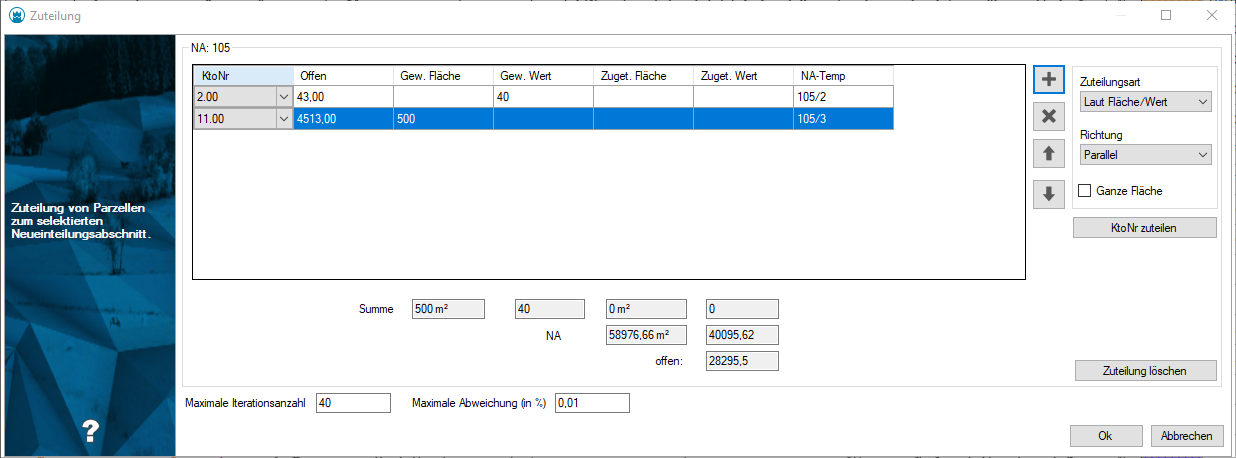 Zuteilung
NA: 105
KtoNr Offen Gew. Fläche Gew. Wert Zuget. Fläche Zuget. Wert NA-Temp
2.00 43,00 40 105/2
11.00 4513,00 500 105/3
Zuteilungsart
Laut Fläche/Wert
Richtung
Parallel
Ganze Fläche
KtoNr zuteilen
Zuteilung von Parzellen
zum selektierten
Neueinteilungsabschnitt.
Summe 500 m² 40 0 m² 0
NA 58976,66 m² 40095,62
offen: 28295,5
Zuteilung löschen
Maximale Iterationsanzahl 40 Maximale Abweichung (in %) 0,01
?
Ok Abbrechen